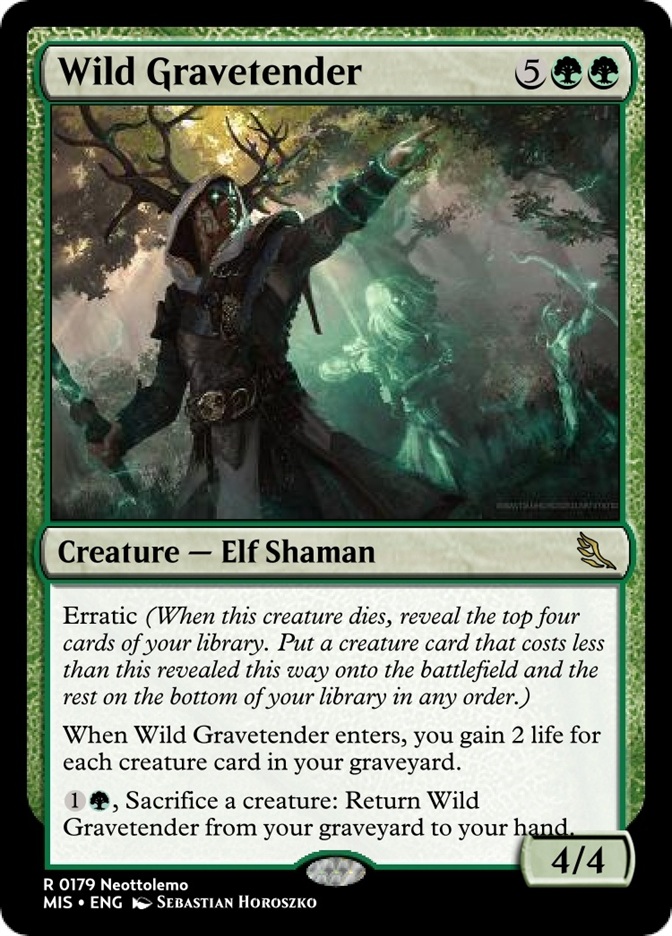 Wild Gravetender 5
Creature — Elf Shaman
Erratic (When this creature dies, reveal the top four
cards of your library. Put a creature card that costs less
than this revealed this way onto the battlefield and the
rest on the bottom of your library in any order.)
When Wild Gravetender enters, you gain 2 life for
each creature card in your graveyard.
1, Sacrifice a creature: Return Wild
Gravetender from your graveyard to your hand.
4/4
R 0179 Neottolemo
MIS • ENG Sebastian Horoszko